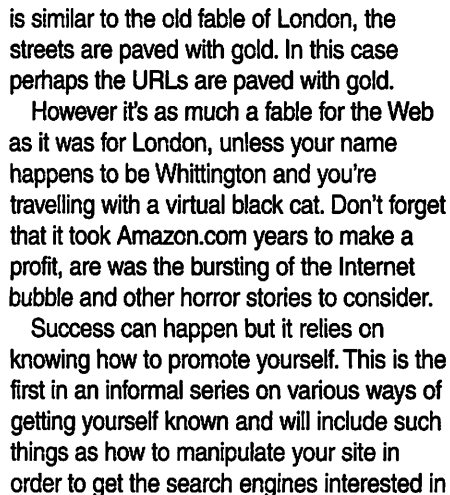 is similar to the old fable of London, the
streets are paved with gold. In this case
perhaps the URLs are paved with gold.
However it's as much a fable for the Web
as it was for London, unless your name
happens to be Whittington and you're
travelling with a virtual black cat. Don't forget
that it took Amazon.com years to make a
profit, are was the bursting of the Internet
bubble and other horror stories to consider.
Success can happen but it relies on
knowing how to promote yourself. This is the
first in an informal series on various ways of
getting yourself known and will include such
things as how to manipulate your site in
order to get the search engines interested in